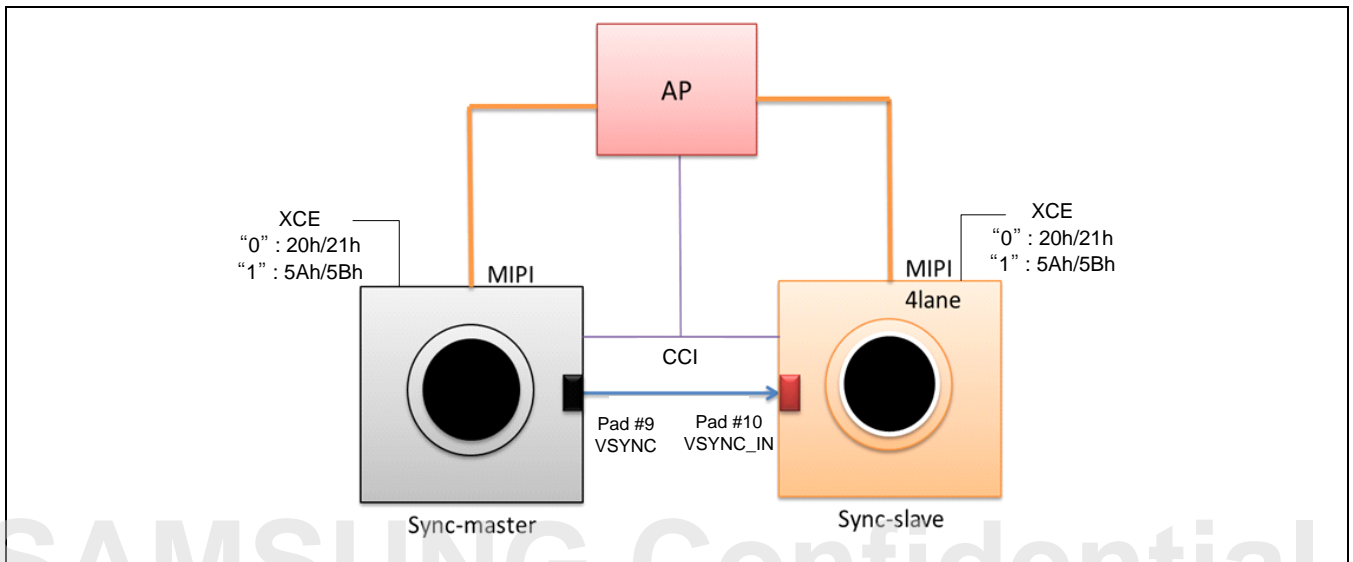 AP
XCE
“0” : 20h/21h
“1” : 5Ah/5Bh
XCE
“0” : 20h/21h
“1” : 5Ah/5Bh
MIPI
MIPI
4lane
CCI
Pad #9
VSYNC
Pad #10
VSYNC_IN
Sync-master
Sync-slave
SAMSUNG Confidential